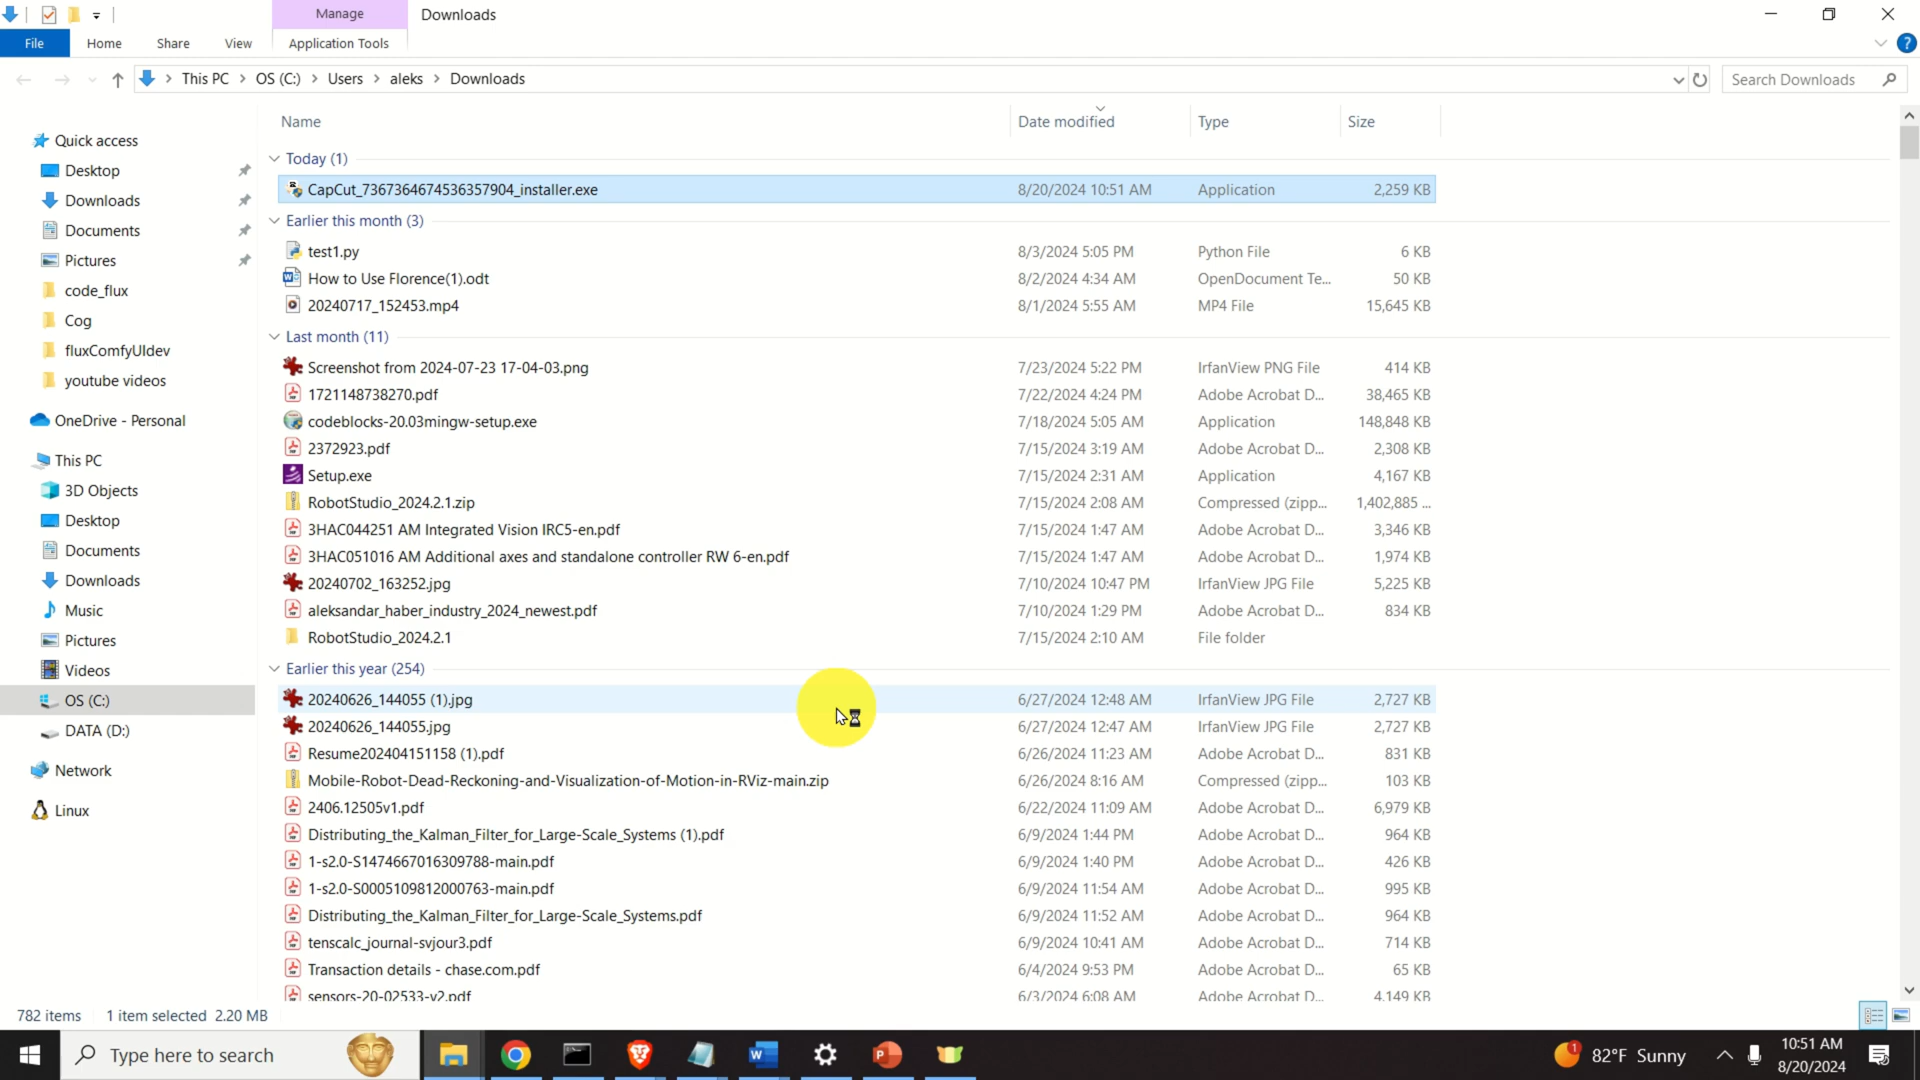 Manage
Downloads
File
Home
Share
View
Application Tools
This PC
OS (C:)
Users
aleks
Downloads
Search Downloads
Quick access
Desktop
Downloads
Documents
Pictures
code_flux
Cog
fluxComfyUIdev
youtube videos
OneDrive - Personal
This PC
3D Objects
Desktop
Documents
Downloads
Music
Pictures
Videos
OS (C:)
DATA (D:)
Network
Linux
Name Date modified Type Size
Today (1)
CapCut_7367364674536357904_installer.exe 8/20/2024 10:51 AM Application 2,259 KB
Earlier this month (3)
test1.py 8/3/2024 5:05 PM Python File 6 KB
How to Use Florence(1).odt 8/2/2024 4:34 AM OpenDocument Te... 50 KB
20240717_152453.mp4 8/1/2024 5:55 AM MP4 File 15,645 KB
Last month (11)
Screenshot from 2024-07-23 17-04-03.png 7/23/2024 5:22 PM IrfanView PNG File 414 KB
1721148738270.pdf 7/22/2024 4:24 PM Adobe Acrobat D... 38,465 KB
codeblocks-20.03mingw-setup.exe 7/18/2024 5:05 AM Application 148,848 KB
2372923.pdf 7/15/2024 3:19 AM Adobe Acrobat D... 2,308 KB
Setup.exe 7/15/2024 2:31 AM Application 4,167 KB
RobotStudio_2024.2.1.zip 7/15/2024 2:08 AM Compressed (zipp... 1,402,885 ...
3HAC044251 AM Integrated Vision IRC5-en.pdf 7/15/2024 1:47 AM Adobe Acrobat D... 3,346 KB
3HAC051016 AM Additional axes and standalone controller RW 6-en.pdf 7/15/2024 1:47 AM Adobe Acrobat D... 1,974 KB
20240702_163252.jpg 7/10/2024 10:47 PM IrfanView JPG File 5,225 KB
aleksandar_haber_industry_2024_newest.pdf 7/10/2024 1:29 PM Adobe Acrobat D... 834 KB
RobotStudio_2024.2.1 7/15/2024 2:10 AM File folder
Earlier this year (254)
20240626_144055 (1).jpg 6/27/2024 12:48 AM IrfanView JPG File 2,727 KB
20240626_144055.jpg 6/27/2024 12:47 AM IrfanView JPG File 2,727 KB
Resume202404151158 (1).pdf 6/26/2024 11:23 AM Adobe Acrobat D... 831 KB
Mobile-Robot-Dead-Reckoning-and-Visualization-of-Motion-in-RViz-main.zip 6/26/2024 8:16 AM Compressed (zipp... 103 KB
2406.12505v1.pdf 6/22/2024 11:09 AM Adobe Acrobat D... 6,979 KB
Distributing_the_Kalman_Filter_for_Large-Scale_Systems (1).pdf 6/9/2024 1:44 PM Adobe Acrobat D... 964 KB
1-s2.0-S1474667016309788-main.pdf 6/9/2024 1:40 PM Adobe Acrobat D... 426 KB
1-s2.0-S0005109812000763-main.pdf 6/9/2024 11:54 AM Adobe Acrobat D... 995 KB
Distributing_the_Kalman_Filter_for_Large-Scale_Systems.pdf 6/9/2024 11:52 AM Adobe Acrobat D... 964 KB
tenscalc_journal-svjour3.pdf 6/9/2024 10:41 AM Adobe Acrobat D... 714 KB
Transaction details - chase.com.pdf 6/4/2024 9:53 PM Adobe Acrobat D... 65 KB
sensors-20-02533-v2.pdf 6/3/2024 6:08 AM Adobe Acrobat D... 4,149 KB
782 items 1 item selected 2.20 MB
Type here to search
82°F Sunny
10:51 AM
8/20/2024